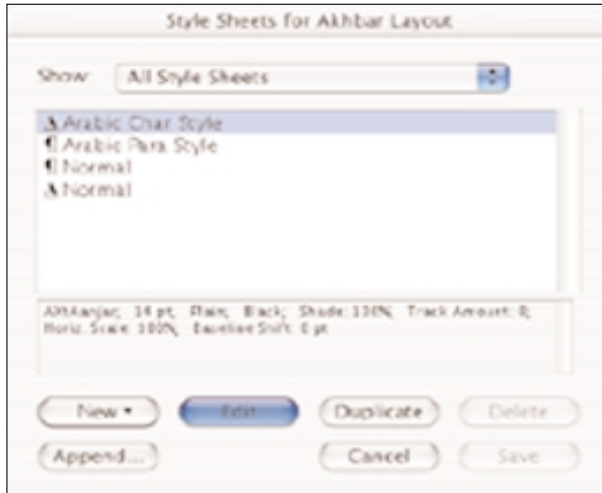 Style Sheets for Akhbar Layout
Show: All Style Sheets
A Arabic Char Style
¶ Arabic Para Style
¶ Normal
A Normal
14 pt; Plain; Black; Shade: 100%; Track Amount: 0;
Horiz. Scale: 100%; Baseline Shift: 0 pt
New Edit Duplicate Delete
Append... Cancel Save